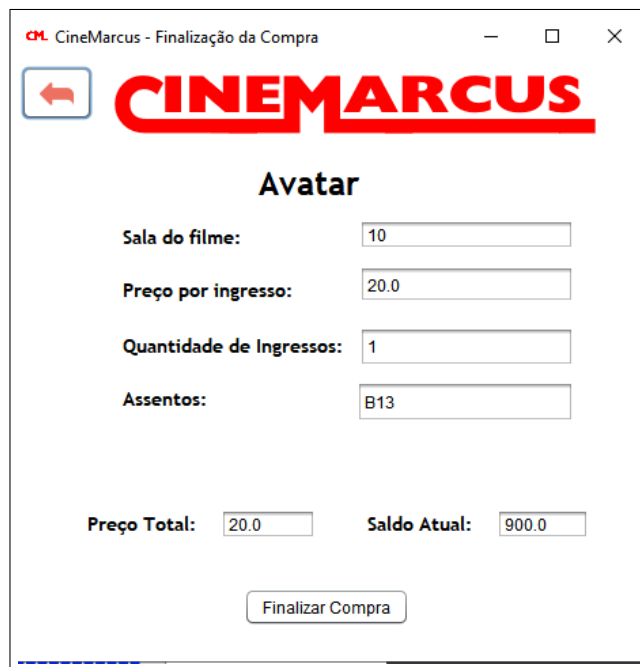 CML CineMarcus - Finalização da Compra
CINEMARCUS
Avatar
Sala do filme: 10
Preço por ingresso: 20.0
Quantidade de Ingressos: 1
Assentos: B13
Preço Total: 20.0 Saldo Atual: 900.0
Finalizar Compra